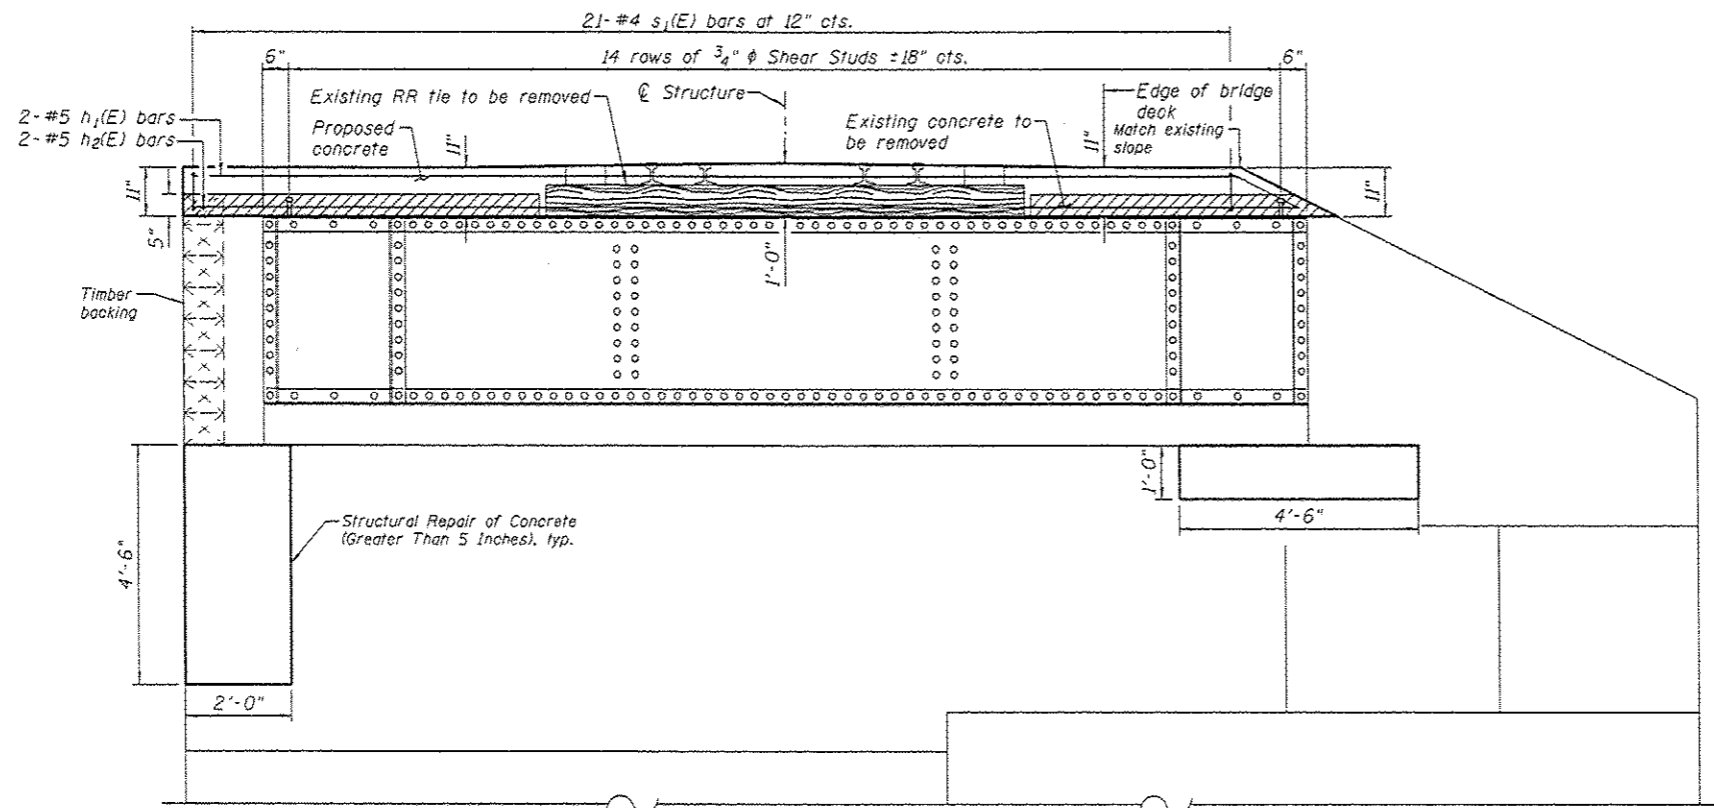 21- #4 s₁(E) bars at 12" cts.
6"
14 rows of ¾" ϕ Shear Studs ±18" cts.
6"
Existing RR tie to be removed
℄ Structure
Edge of bridge
deck
2- #5 h₁(E) bars
2- #5 h₂(E) bars
Proposed
concrete
11"
Existing concrete to
be removed
11"
Match existing
slope
11"
11"
5"
1'-0"
Timber
backing
1'-0"
4'-6"
Structural Repair of Concrete
(Greater Than 5 Inches), typ.
4'-6"
2'-0"